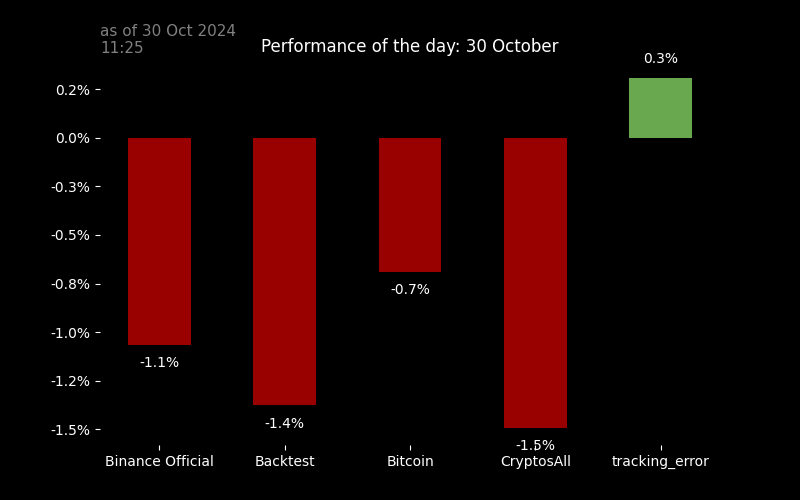 as of 30 Oct 2024
11:25
Performance of the day: 30 October
0.3%
0.2%
0.0%
-0.3%
-0.5%
-0.8%
-0.7%
-1.0%
-1.1%
-1.2%
-1.4%
-1.5%
-1.5%
Binance Official
Backtest
Bitcoin
CryptosAll
tracking_error